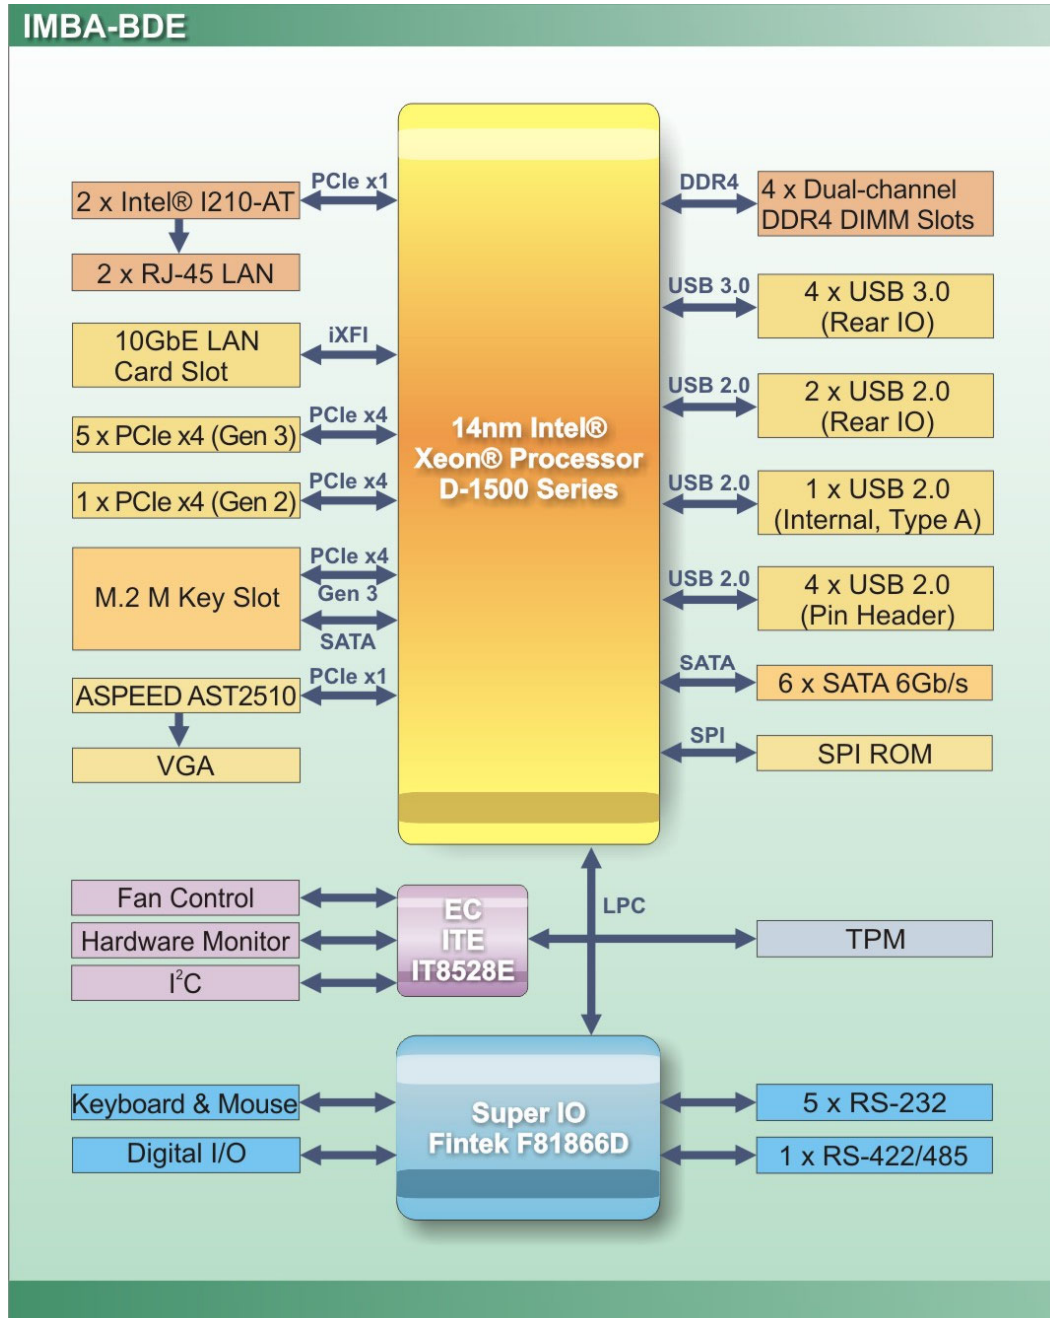 IMBA-BDE
PCIe x1
2 x Intel® I210-AT
2 x RJ-45 LAN
iXFI
10GbE LAN
Card Slot
PCIe x4
5 x PCIe x4 (Gen 3)
PCIe x4
1 x PCIe x4 (Gen 2)
PCIe x4
M.2 M Key Slot
Gen 3
SATA
PCIe x1
ASPEED AST2510
VGA
14nm Intel®
Xeon® Processor
D-1500 Series
DDR4
4 x Dual-channel
DDR4 DIMM Slots
USB 3.0
4 x USB 3.0
(Rear IO)
USB 2.0
2 x USB 2.0
(Rear IO)
USB 2.0
1 x USB 2.0
(Internal, Type A)
USB 2.0
4 x USB 2.0
(Pin Header)
SATA
6 x SATA 6Gb/s
SPI
SPI ROM
Fan Control
Hardware Monitor
I²C
EC
ITE
IT8528E
LPC
TPM
Keyboard & Mouse
Digital I/O
Super IO
Fintek F81866D
5 x RS-232
1 x RS-422/485